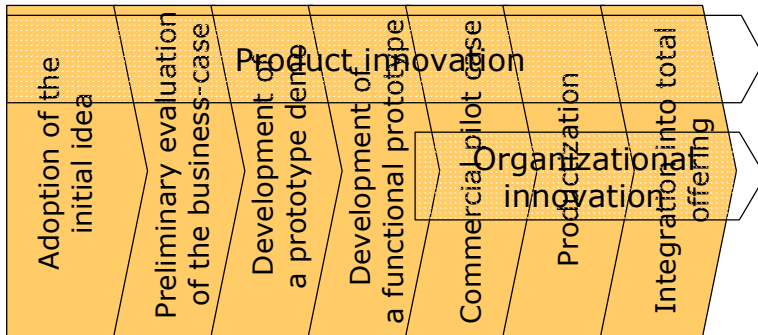 Product innovation
Organizational
innovation
Adoption of the
initial idea
Preliminary evaluation
of the business-case
Development of
a prototype demo
Development of
a functional prototype
Commercial pilot case
Productization
Integration into total
offering